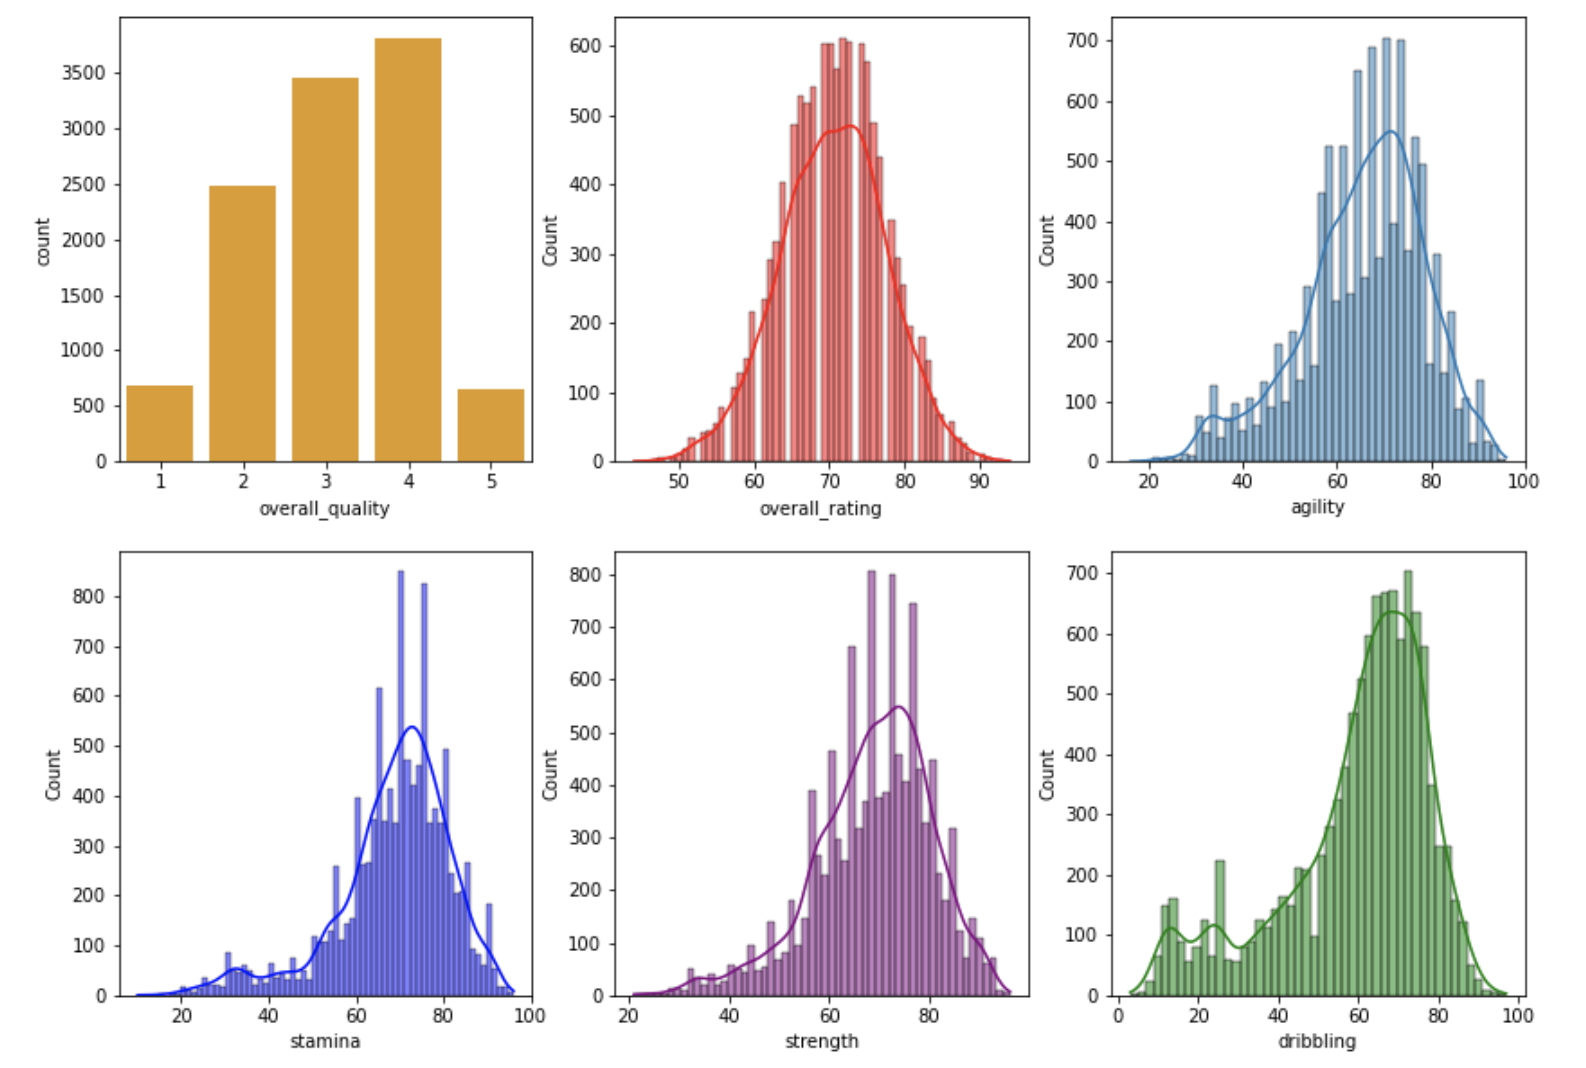 3500
3000
2500
2000
1500
1000
500
0
count
1 2 3 4 5
overall_quality
600
500
400
300
200
100
0
Count
50 60 70 80 90
overall_rating
700
600
500
400
300
200
100
0
Count
20 40 60 80 100
agility
800
700
600
500
400
300
200
100
0
Count
20 40 60 80 100
stamina
800
700
600
500
400
300
200
100
0
Count
20 40 60 80
strength
700
600
500
400
300
200
100
0
Count
0 20 40 60 80 100
dribbling